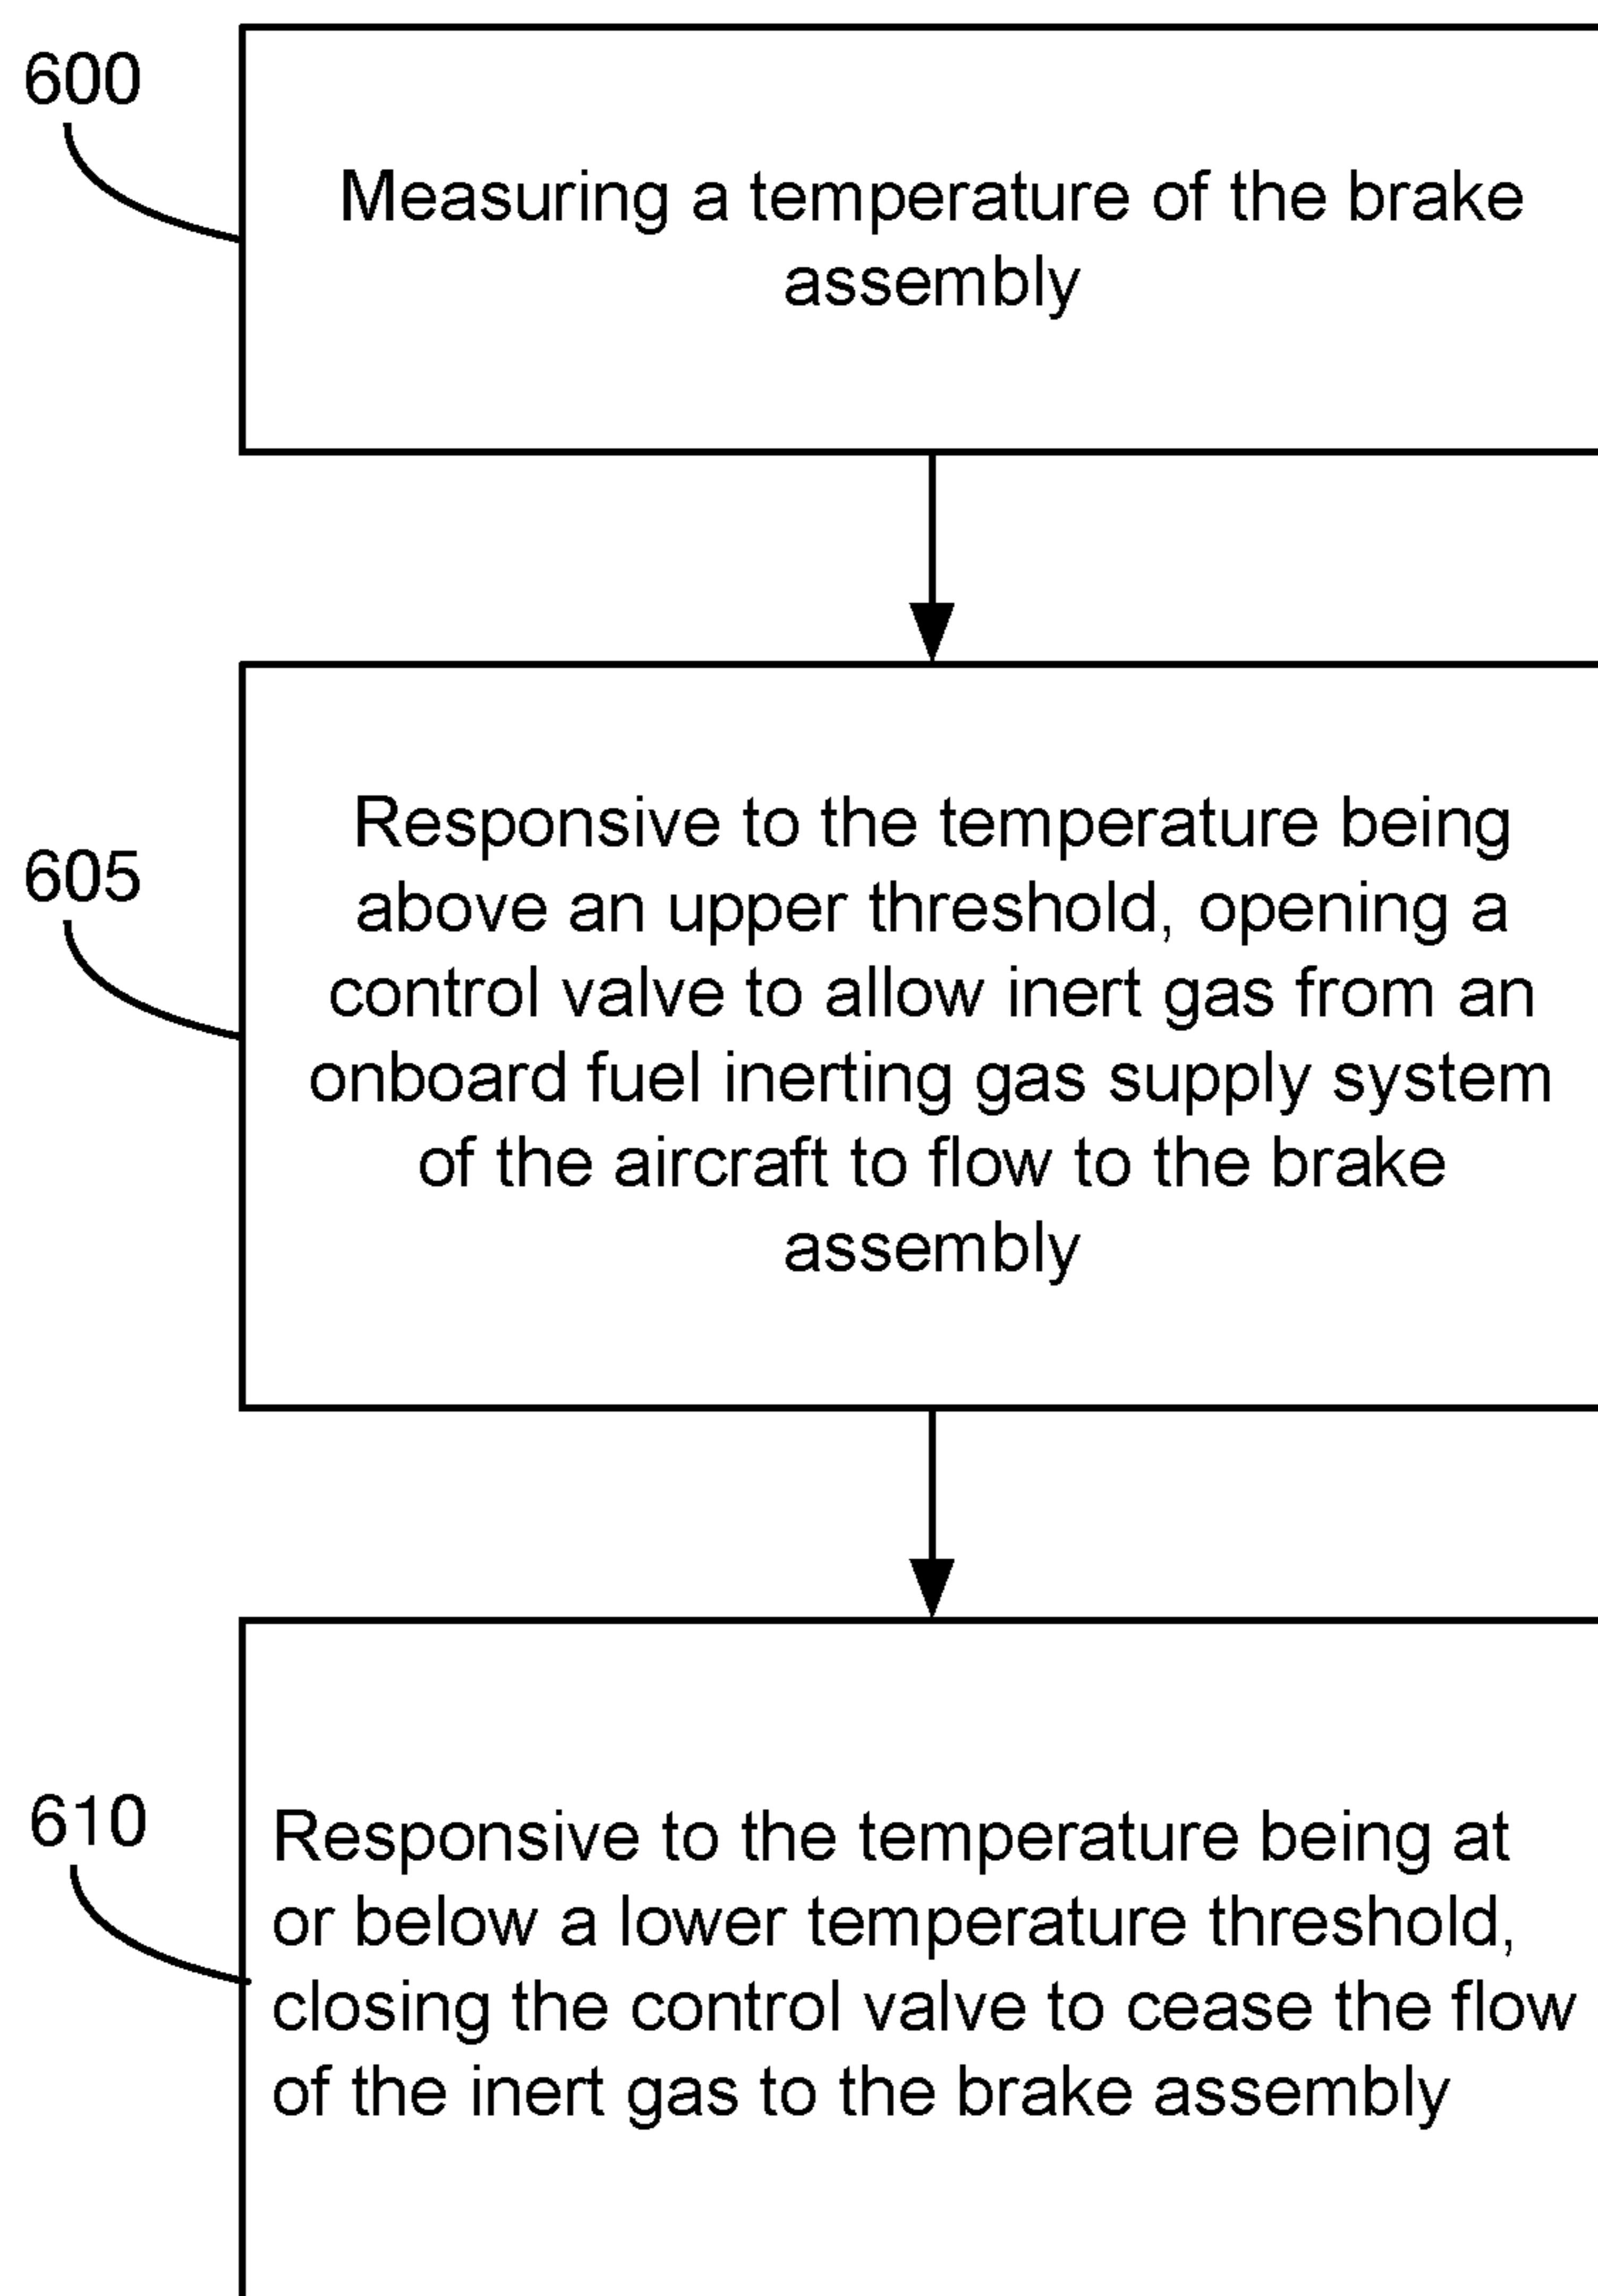 600
Measuring a temperature of the brake
assembly
605
Responsive to the temperature being
above an upper threshold, opening a
control valve to allow inert gas from an
onboard fuel inerting gas supply system
of the aircraft to flow to the brake
assembly
610
Responsive to the temperature being at
or below a lower temperature threshold,
closing the control valve to cease the flow
of the inert gas to the brake assembly